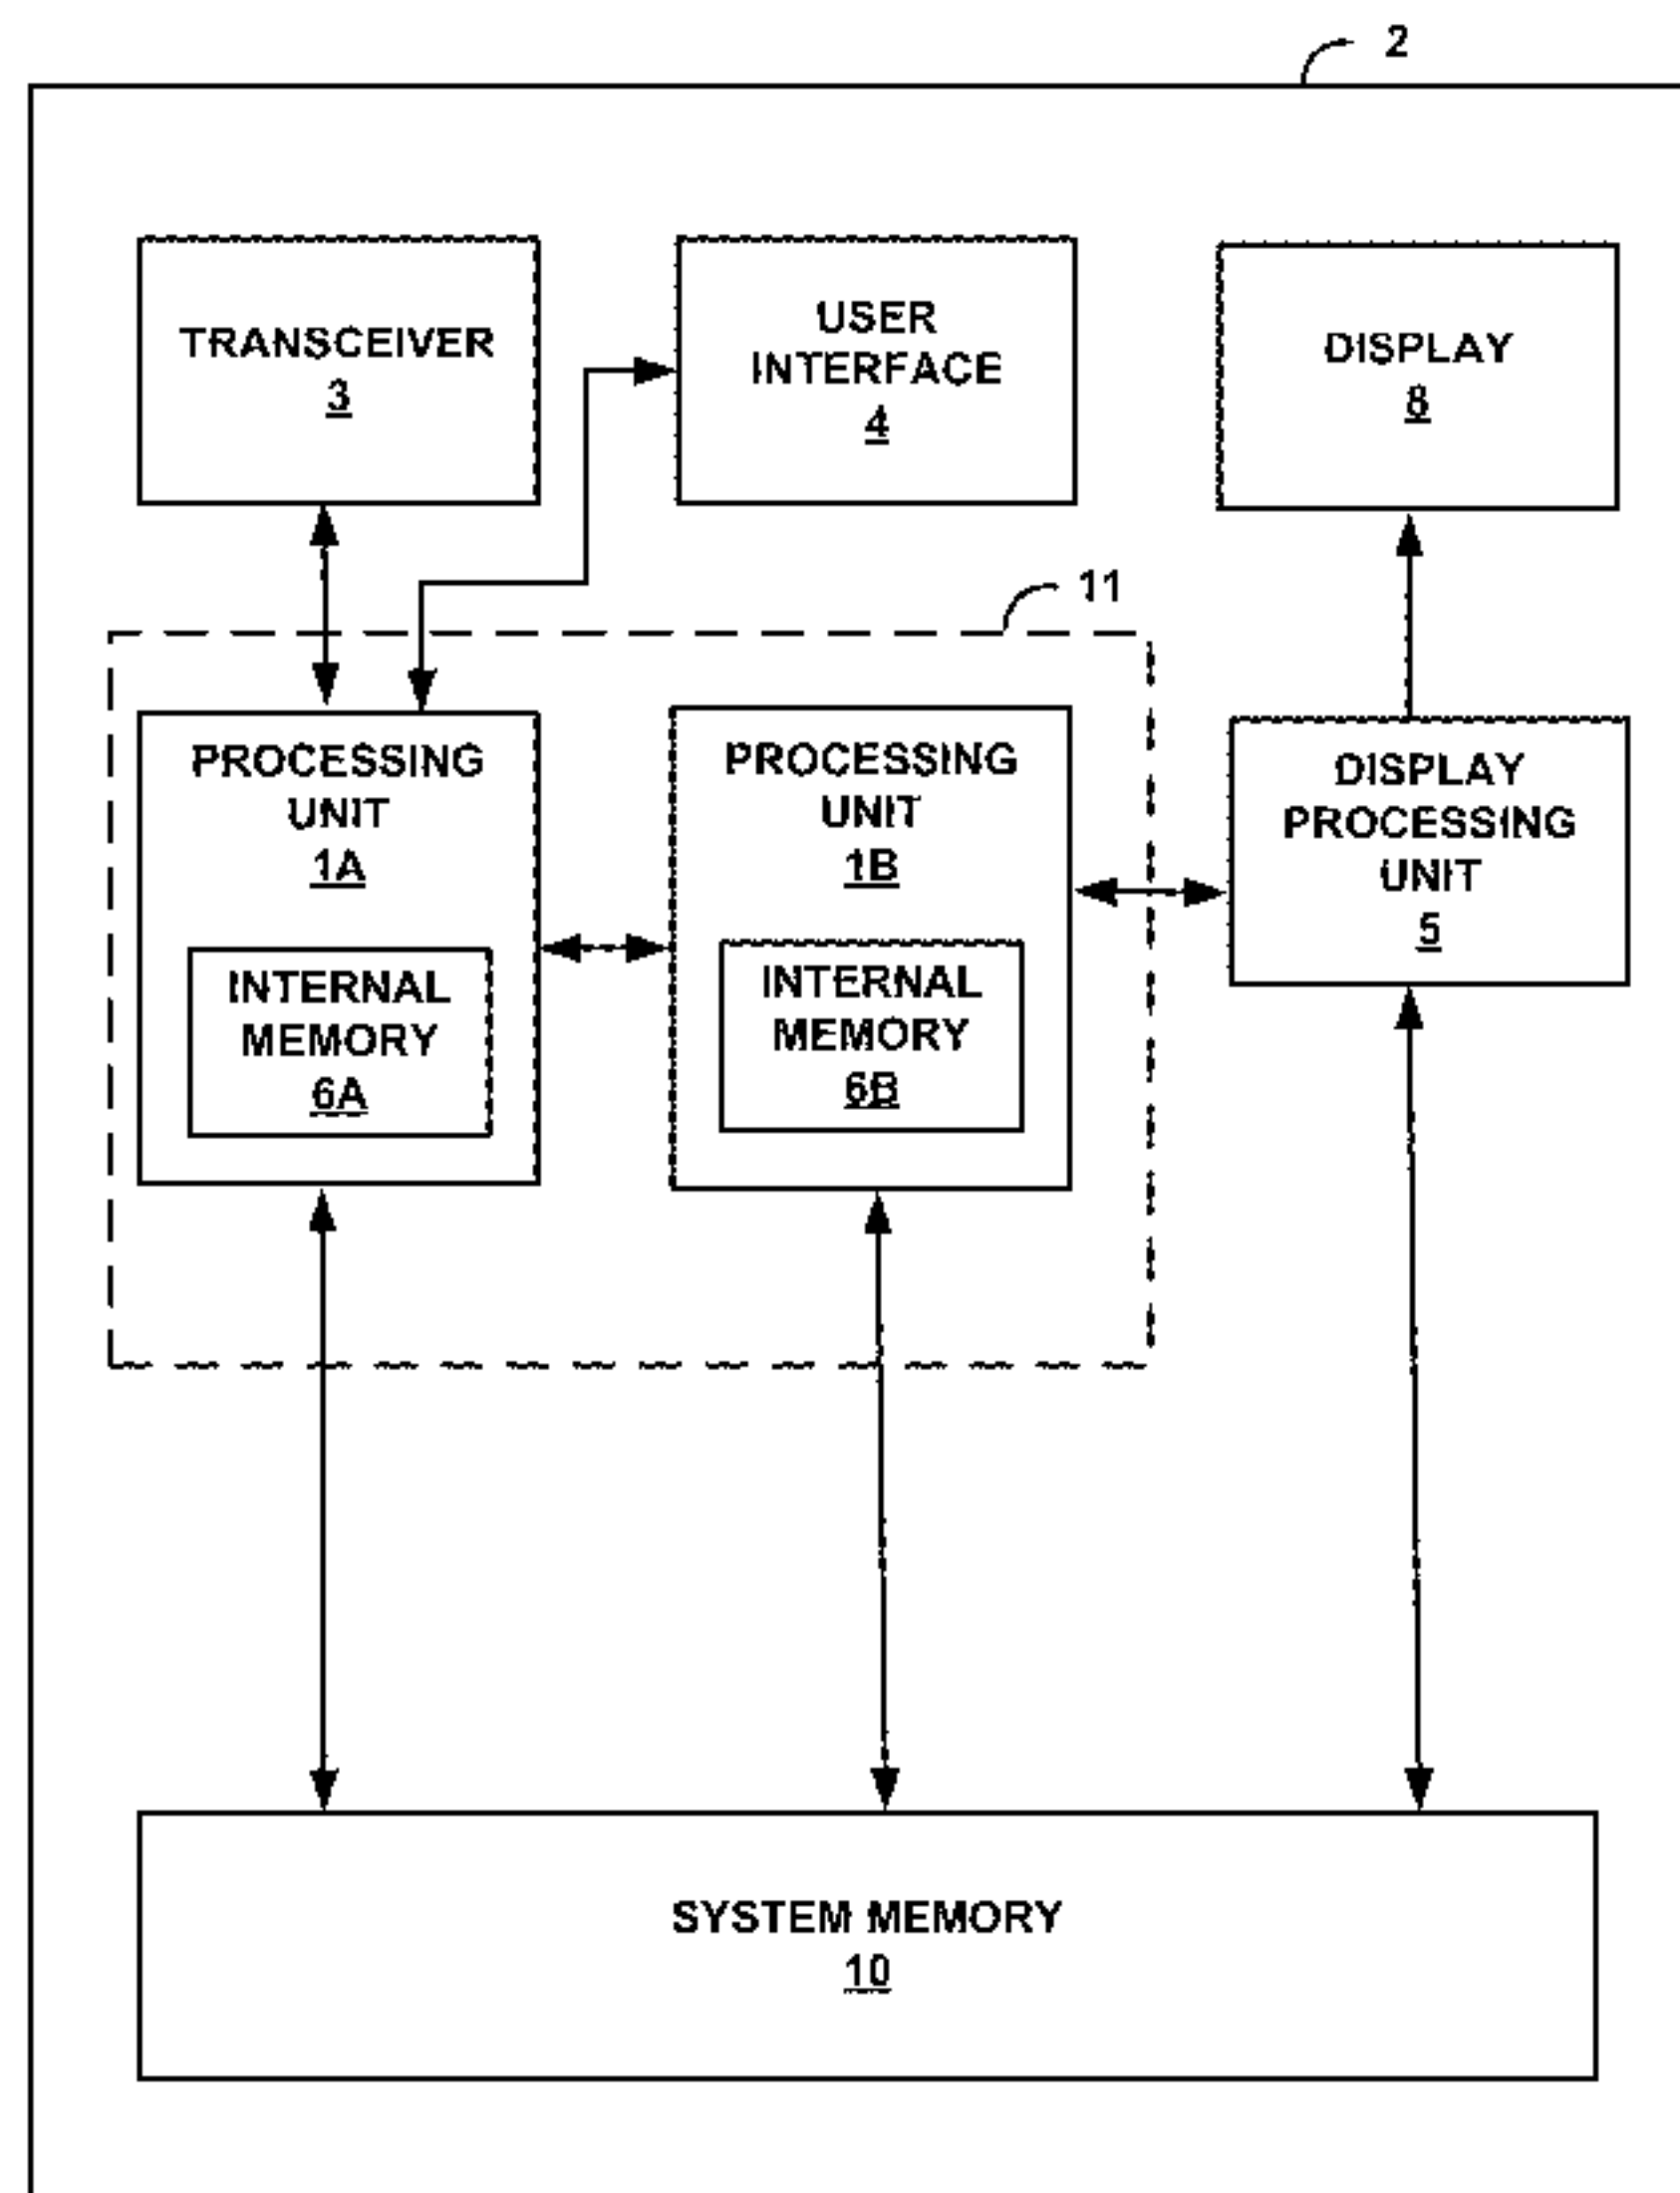 2
TRANSCEIVER
3
USER
INTERFACE
4
DISPLAY
8
11
PROCESSING
UNIT
1A
INTERNAL
MEMORY
6A
PROCESSING
UNIT
1B
INTERNAL
MEMORY
6B
DISPLAY
PROCESSING
UNIT
5
SYSTEM MEMORY
10